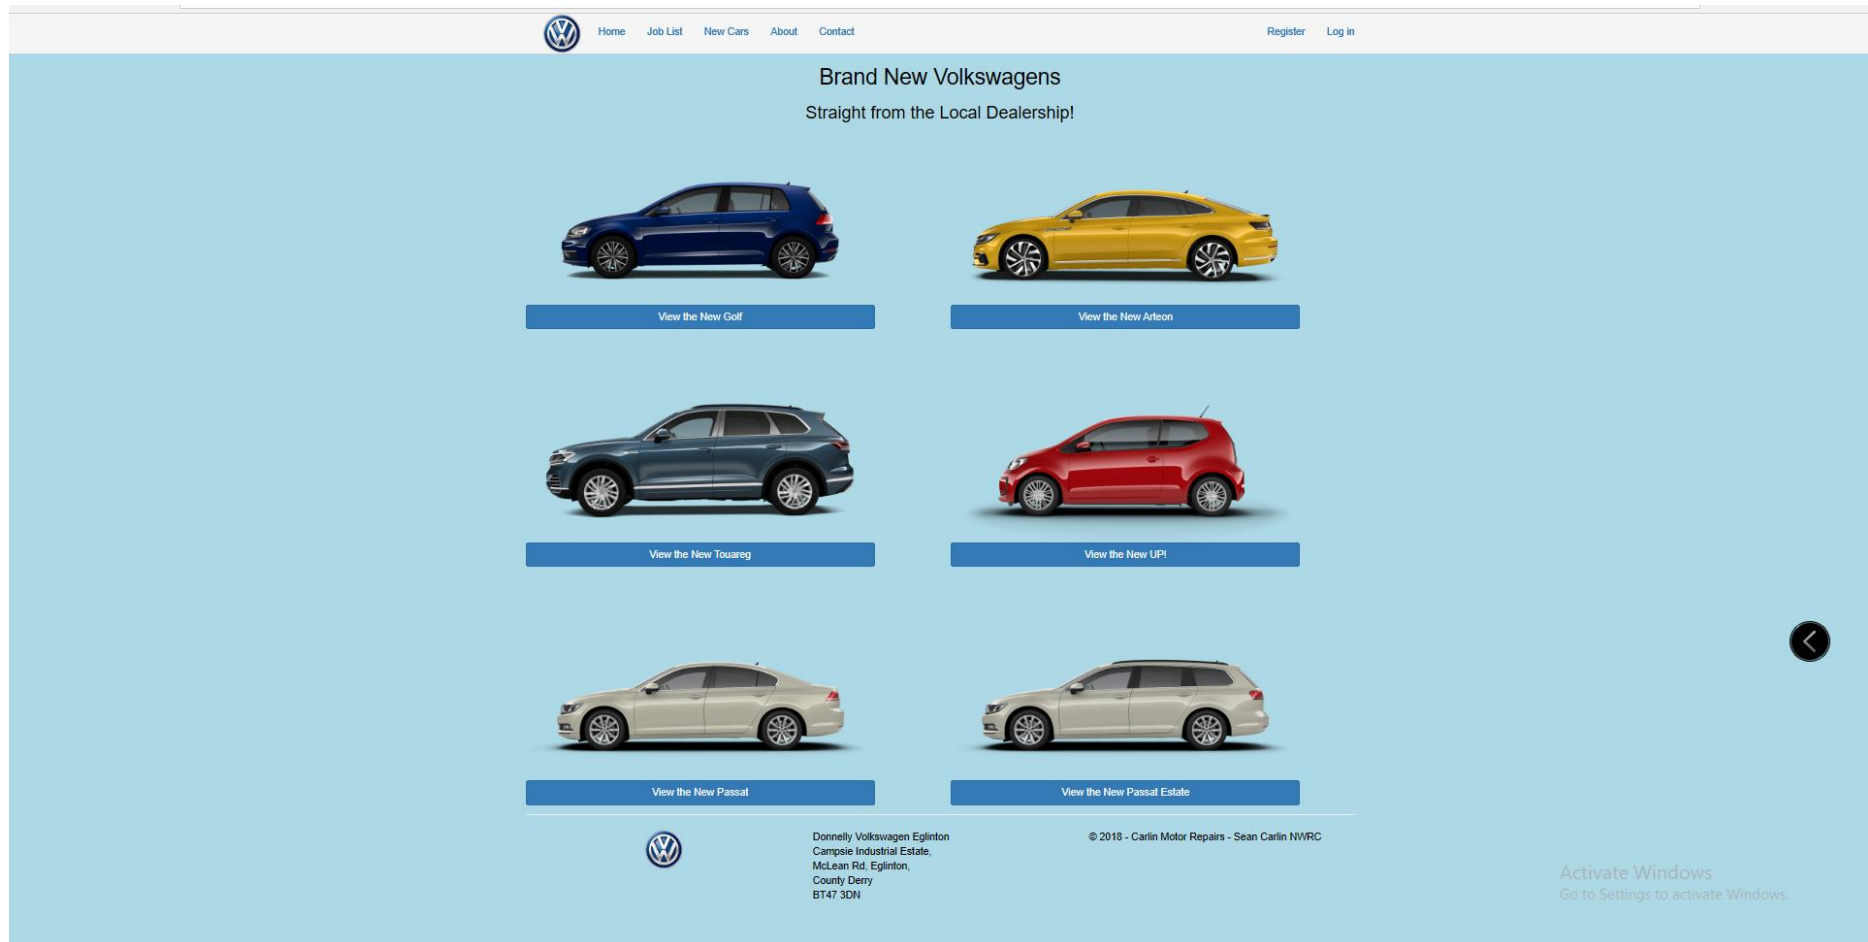 Home Job List New Cars About Contact Register Log in
Brand New Volkswagens
Straight from the Local Dealership!
View the New Golf
View the New Arteon
View the New Touareg
View the New UP!
View the New Passat
View the New Passat Estate
Donnelly Volkswagen Eglinton
Campsie Industrial Estate,
McLean Rd, Eglinton,
County Derry
BT47 3DN
© 2018 - Carlin Motor Repairs - Sean Carlin NWRC
Activate Windows
Go to Settings to activate Windows.